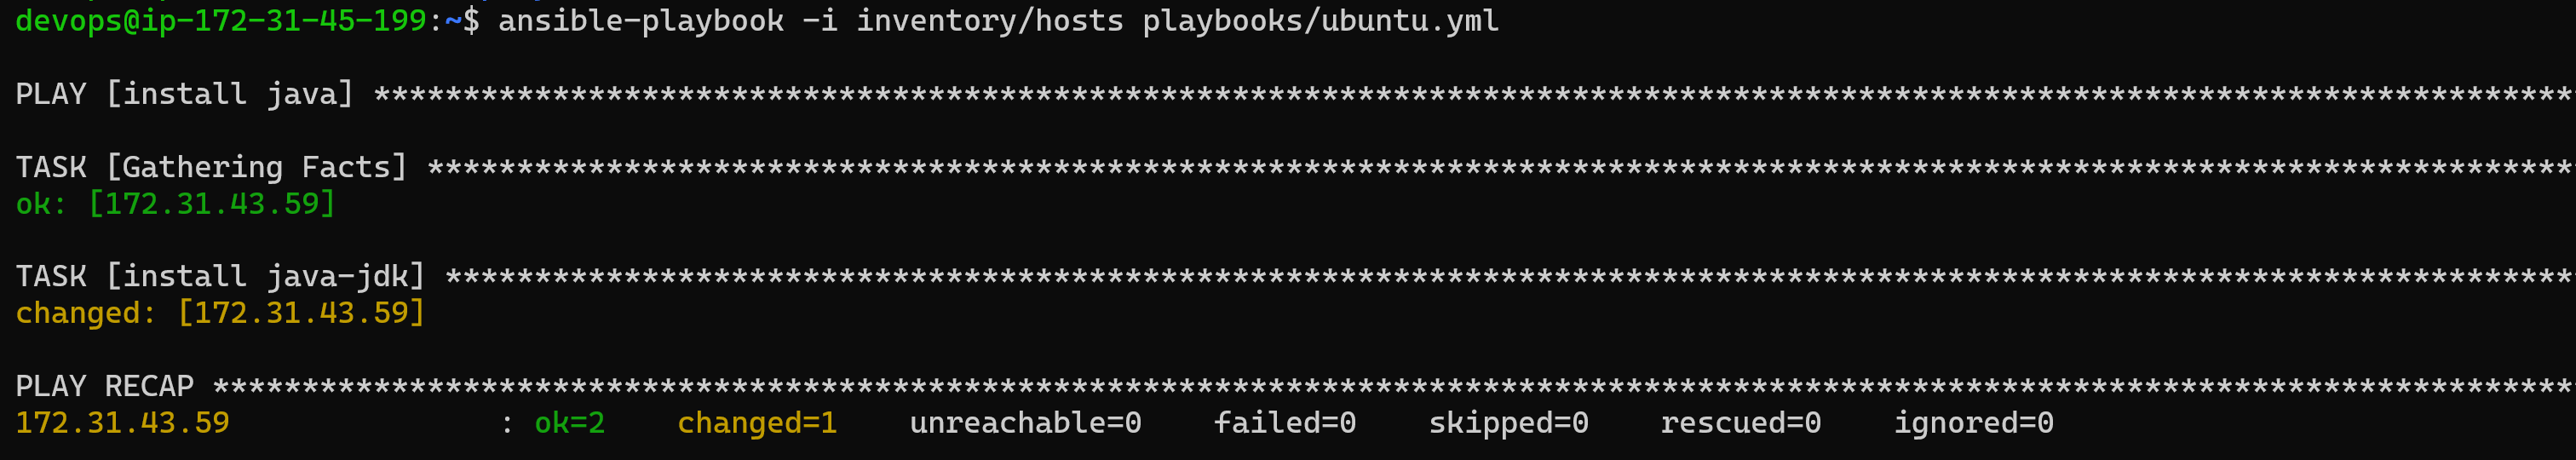 devops@ip-172-31-45-199:~$ ansible-playbook -i inventory/hosts playbooks/ubuntu.yml
PLAY [install java] ****************************************************************************************************************************
TASK [Gathering Facts] *************************************************************************************************************************
ok: [172.31.43.59]
TASK [install java-jdk] ************************************************************************************************************************
changed: [172.31.43.59]
PLAY RECAP *************************************************************************************************************************************
172.31.43.59               : ok=2    changed=1    unreachable=0    failed=0    skipped=0    rescued=0    ignored=0